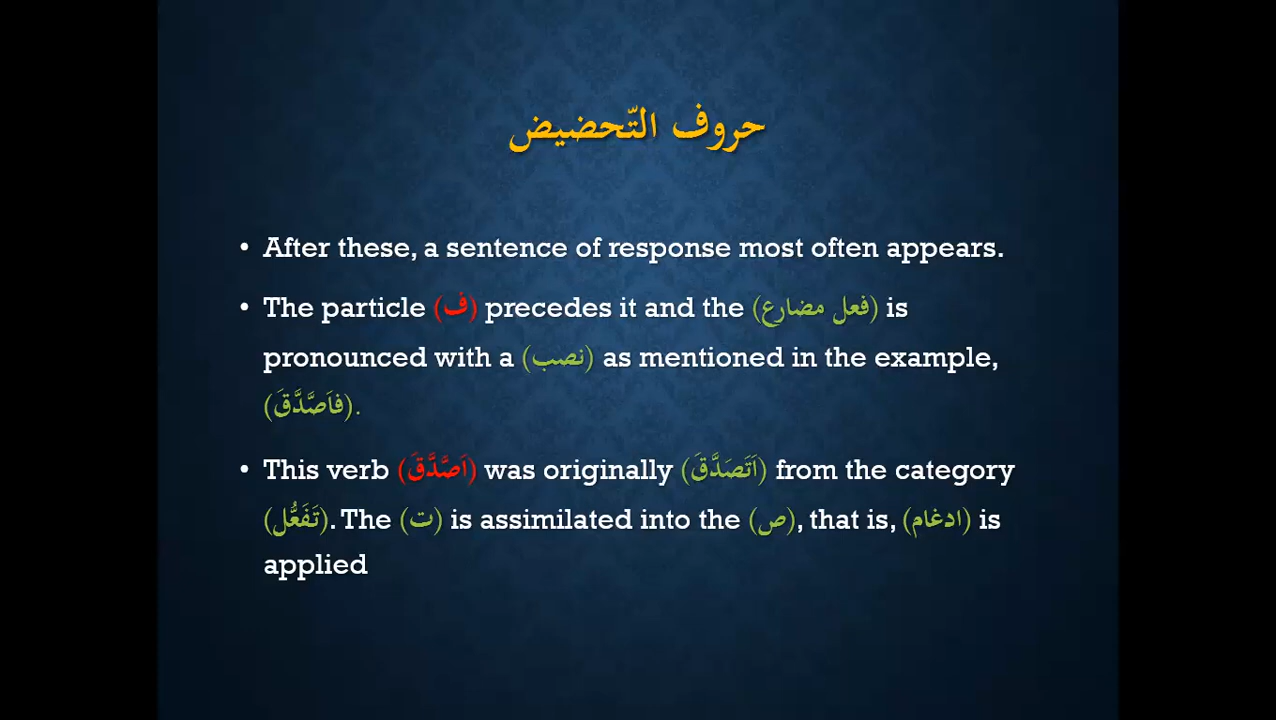 حروف التّحضيض
• After these, a sentence of response most often appears.
• The particle (ف) precedes it and the (فعل مضارع) is
pronounced with a (نصب) as mentioned in the example,
(فاَصَّدَّقَ).
• This verb (اَصَّدَّقَ) was originally (اَتَصَدَّقَ) from the category
(تَفَعُّل). The (ت) is assimilated into the (ص), that is, (ادغام) is
applied